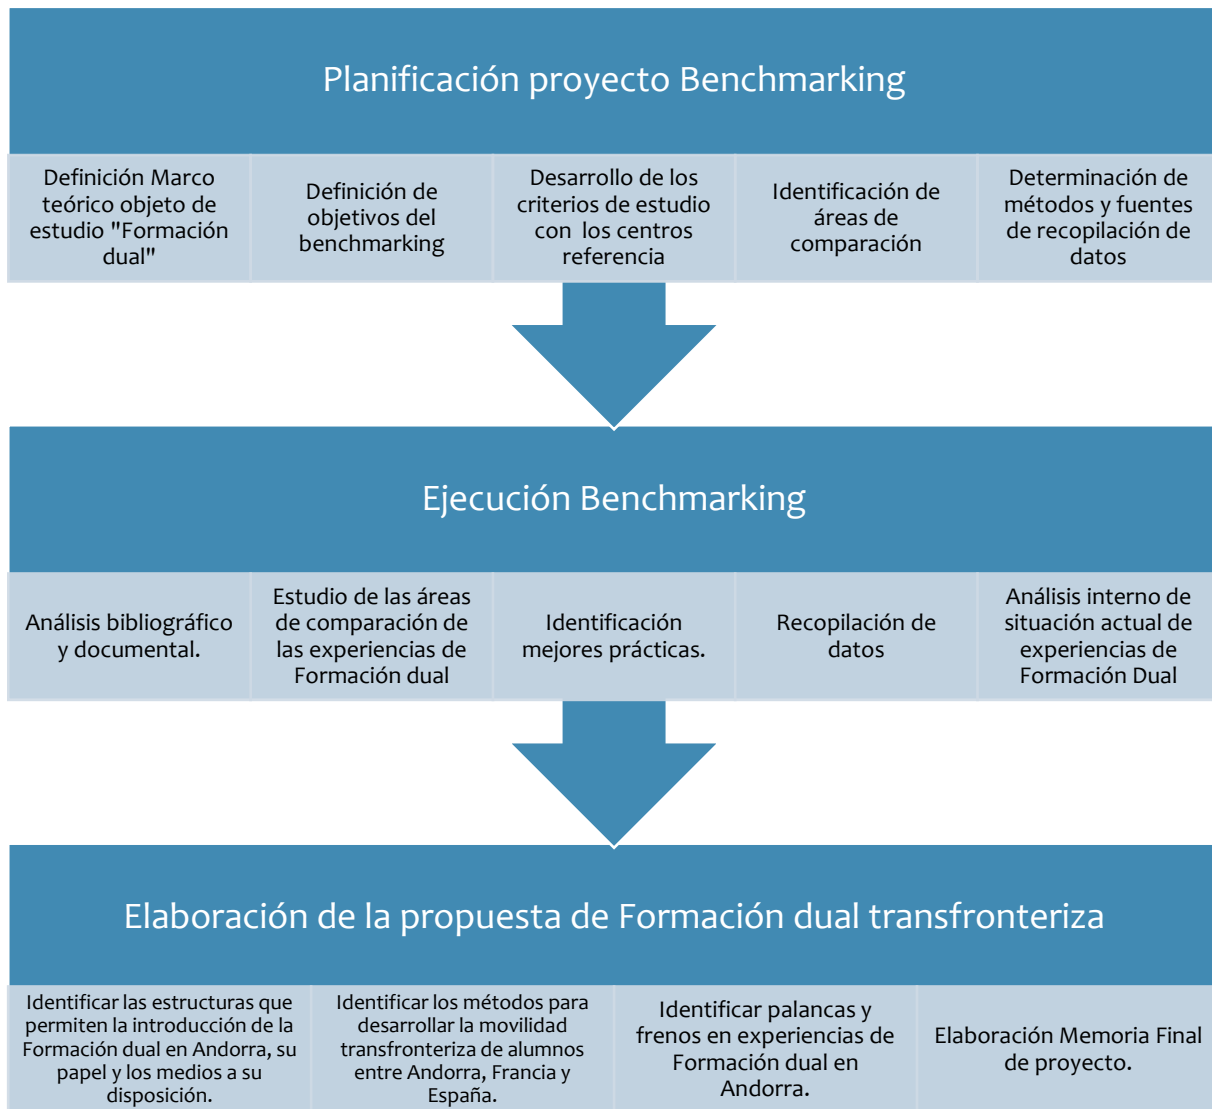 Planificación proyecto Benchmarking
Definición Marco
teórico objeto de
estudio "Formación
dual"
Definición de
objetivos del
benchmarking
Desarrollo de los
criterios de estudio
con los centros
referencia
Identificación de
áreas de
comparación
Determinación de
métodos y fuentes
de recopilación de
datos
Ejecución Benchmarking
Análisis bibliográfico
y documental.
Estudio de las áreas
de comparación de
las experiencias de
Formación dual
Identificación
mejores prácticas.
Recopilación de
datos
Análisis interno de
situación actual de
experiencias de
Formación Dual
Elaboración de la propuesta de Formación dual transfronteriza
Identificar las estructuras que
permiten la introducción de la
Formación dual en Andorra, su
papel y los medios a su
disposición.
Identificar los métodos para
desarrollar la movilidad
transfronteriza de alumnos
entre Andorra, Francia y
España.
Identificar palancas y
frenos en experiencias de
Formación dual en
Andorra.
Elaboración Memoria Final
de proyecto.